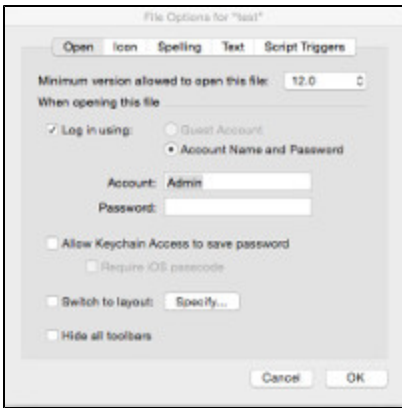 File Options for "test"
Open Icon Spelling Text Script Triggers
Minimum version allowed to open this file: 12.0
When opening this file
Log in using: Guest Account
Account Name and Password
Account: Admin
Password:
Allow Keychain Access to save password
Require iOS passcode
Switch to layout: Specify...
Hide all toolbars
Cancel OK